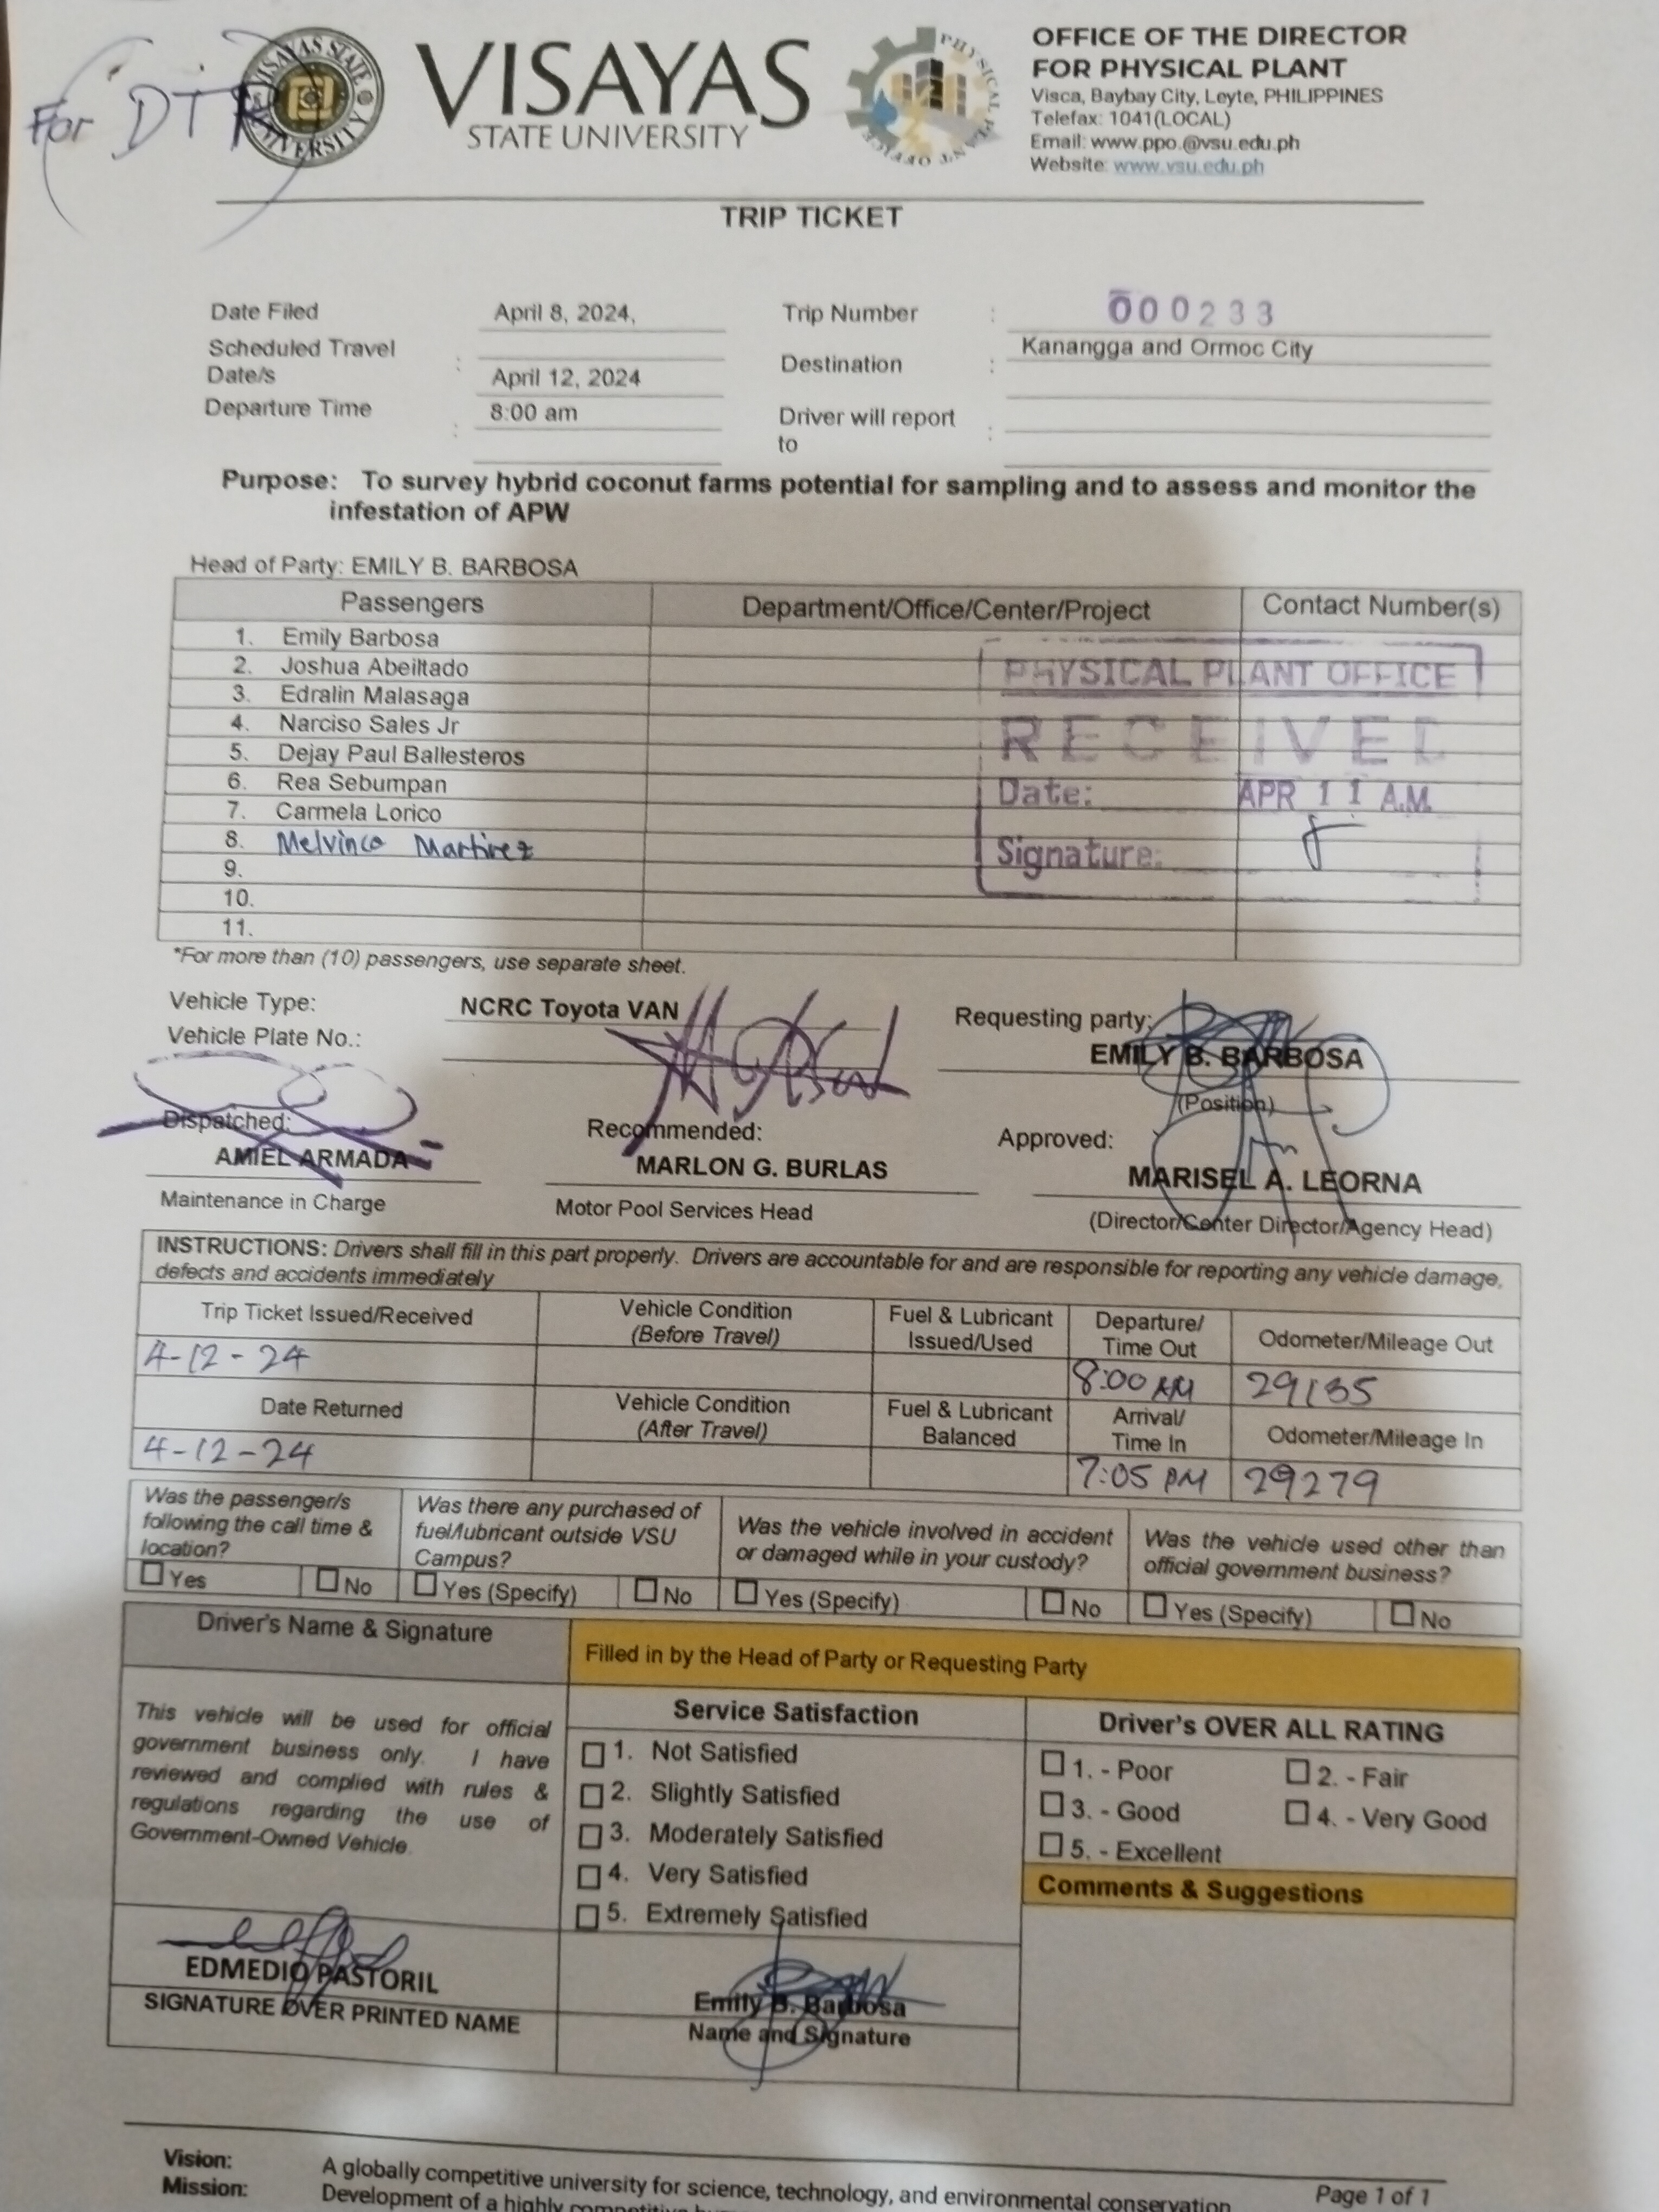 For DTR
VISAYAS STATE UNIVERSITY
VISAYAS
STATE UNIVERSITY
OFFICE OF THE DIRECTOR
FOR PHYSICAL PLANT
Visca, Baybay City, Leyte, PHILIPPINES
Telefax: 1041(LOCAL)
Email: www.ppo.@vsu.edu.ph
Website: www.vsu.edu.ph
TRIP TICKET
Date Filed April 8, 2024, Trip Number : 000233
Scheduled Travel Date/s : April 12, 2024 Destination : Kanangga and Ormoc City
Departure Time : 8:00 am Driver will report to :
Purpose: To survey hybrid coconut farms potential for sampling and to assess and monitor the
infestation of APW
Head of Party: EMILY B. BARBOSA
Passengers Department/Office/Center/Project Contact Number(s)
1. Emily Barbosa
2. Joshua Abeiltado
3. Edralin Malasaga
4. Narciso Sales Jr
5. Dejay Paul Ballesteros
6. Rea Sebumpan
7. Carmela Lorico
8. Melvinco Martinez
9.
10.
11.
PHYSICAL PLANT OFFICE
RECEIVED
Date: APR 11 A.M.
Signature:
*For more than (10) passengers, use separate sheet.
Vehicle Type: NCRC Toyota VAN
Vehicle Plate No.:
Requesting party:
EMILY B. BARBOSA
(Position)
Dispatched: Recommended: Approved:
AMIEL ARMADA MARLON G. BURLAS MARISEL A. LEORNA
Maintenance in Charge Motor Pool Services Head (Director/Center Director/Agency Head)
INSTRUCTIONS: Drivers shall fill in this part properly. Drivers are accountable for and are responsible for reporting any vehicle damage,
defects and accidents immediately
Trip Ticket Issued/Received Vehicle Condition (Before Travel) Fuel & Lubricant Issued/Used Departure/ Time Out Odometer/Mileage Out
4-12-24 8:00 AM 29135
Date Returned Vehicle Condition (After Travel) Fuel & Lubricant Balanced Arrival/ Time In Odometer/Mileage In
4-12-24 7:05 PM 29279
Was the passenger/s following the call time & location?
Was there any purchased of fuel/lubricant outside VSU Campus?
Was the vehicle involved in accident or damaged while in your custody?
Was the vehicle used other than official government business?
Yes No Yes (Specify) No Yes (Specify) No Yes (Specify) No
Driver's Name & Signature
Filled in by the Head of Party or Requesting Party
This vehicle will be used for official
government business only. I have
reviewed and complied with rules &
regulations regarding the use of
Government-Owned Vehicle.
Service Satisfaction
1. Not Satisfied
2. Slightly Satisfied
3. Moderately Satisfied
4. Very Satisfied
5. Extremely Satisfied
Driver's OVER ALL RATING
1. - Poor 2. - Fair
3. - Good 4. - Very Good
5. - Excellent
Comments & Suggestions
EDMEDIO PASTORIL
SIGNATURE OVER PRINTED NAME
Emily B. Barbosa
Name and Signature
Vision: A globally competitive university for science, technology, and environmental conservation
Mission: Development of a highly competitive
Page 1 of 1